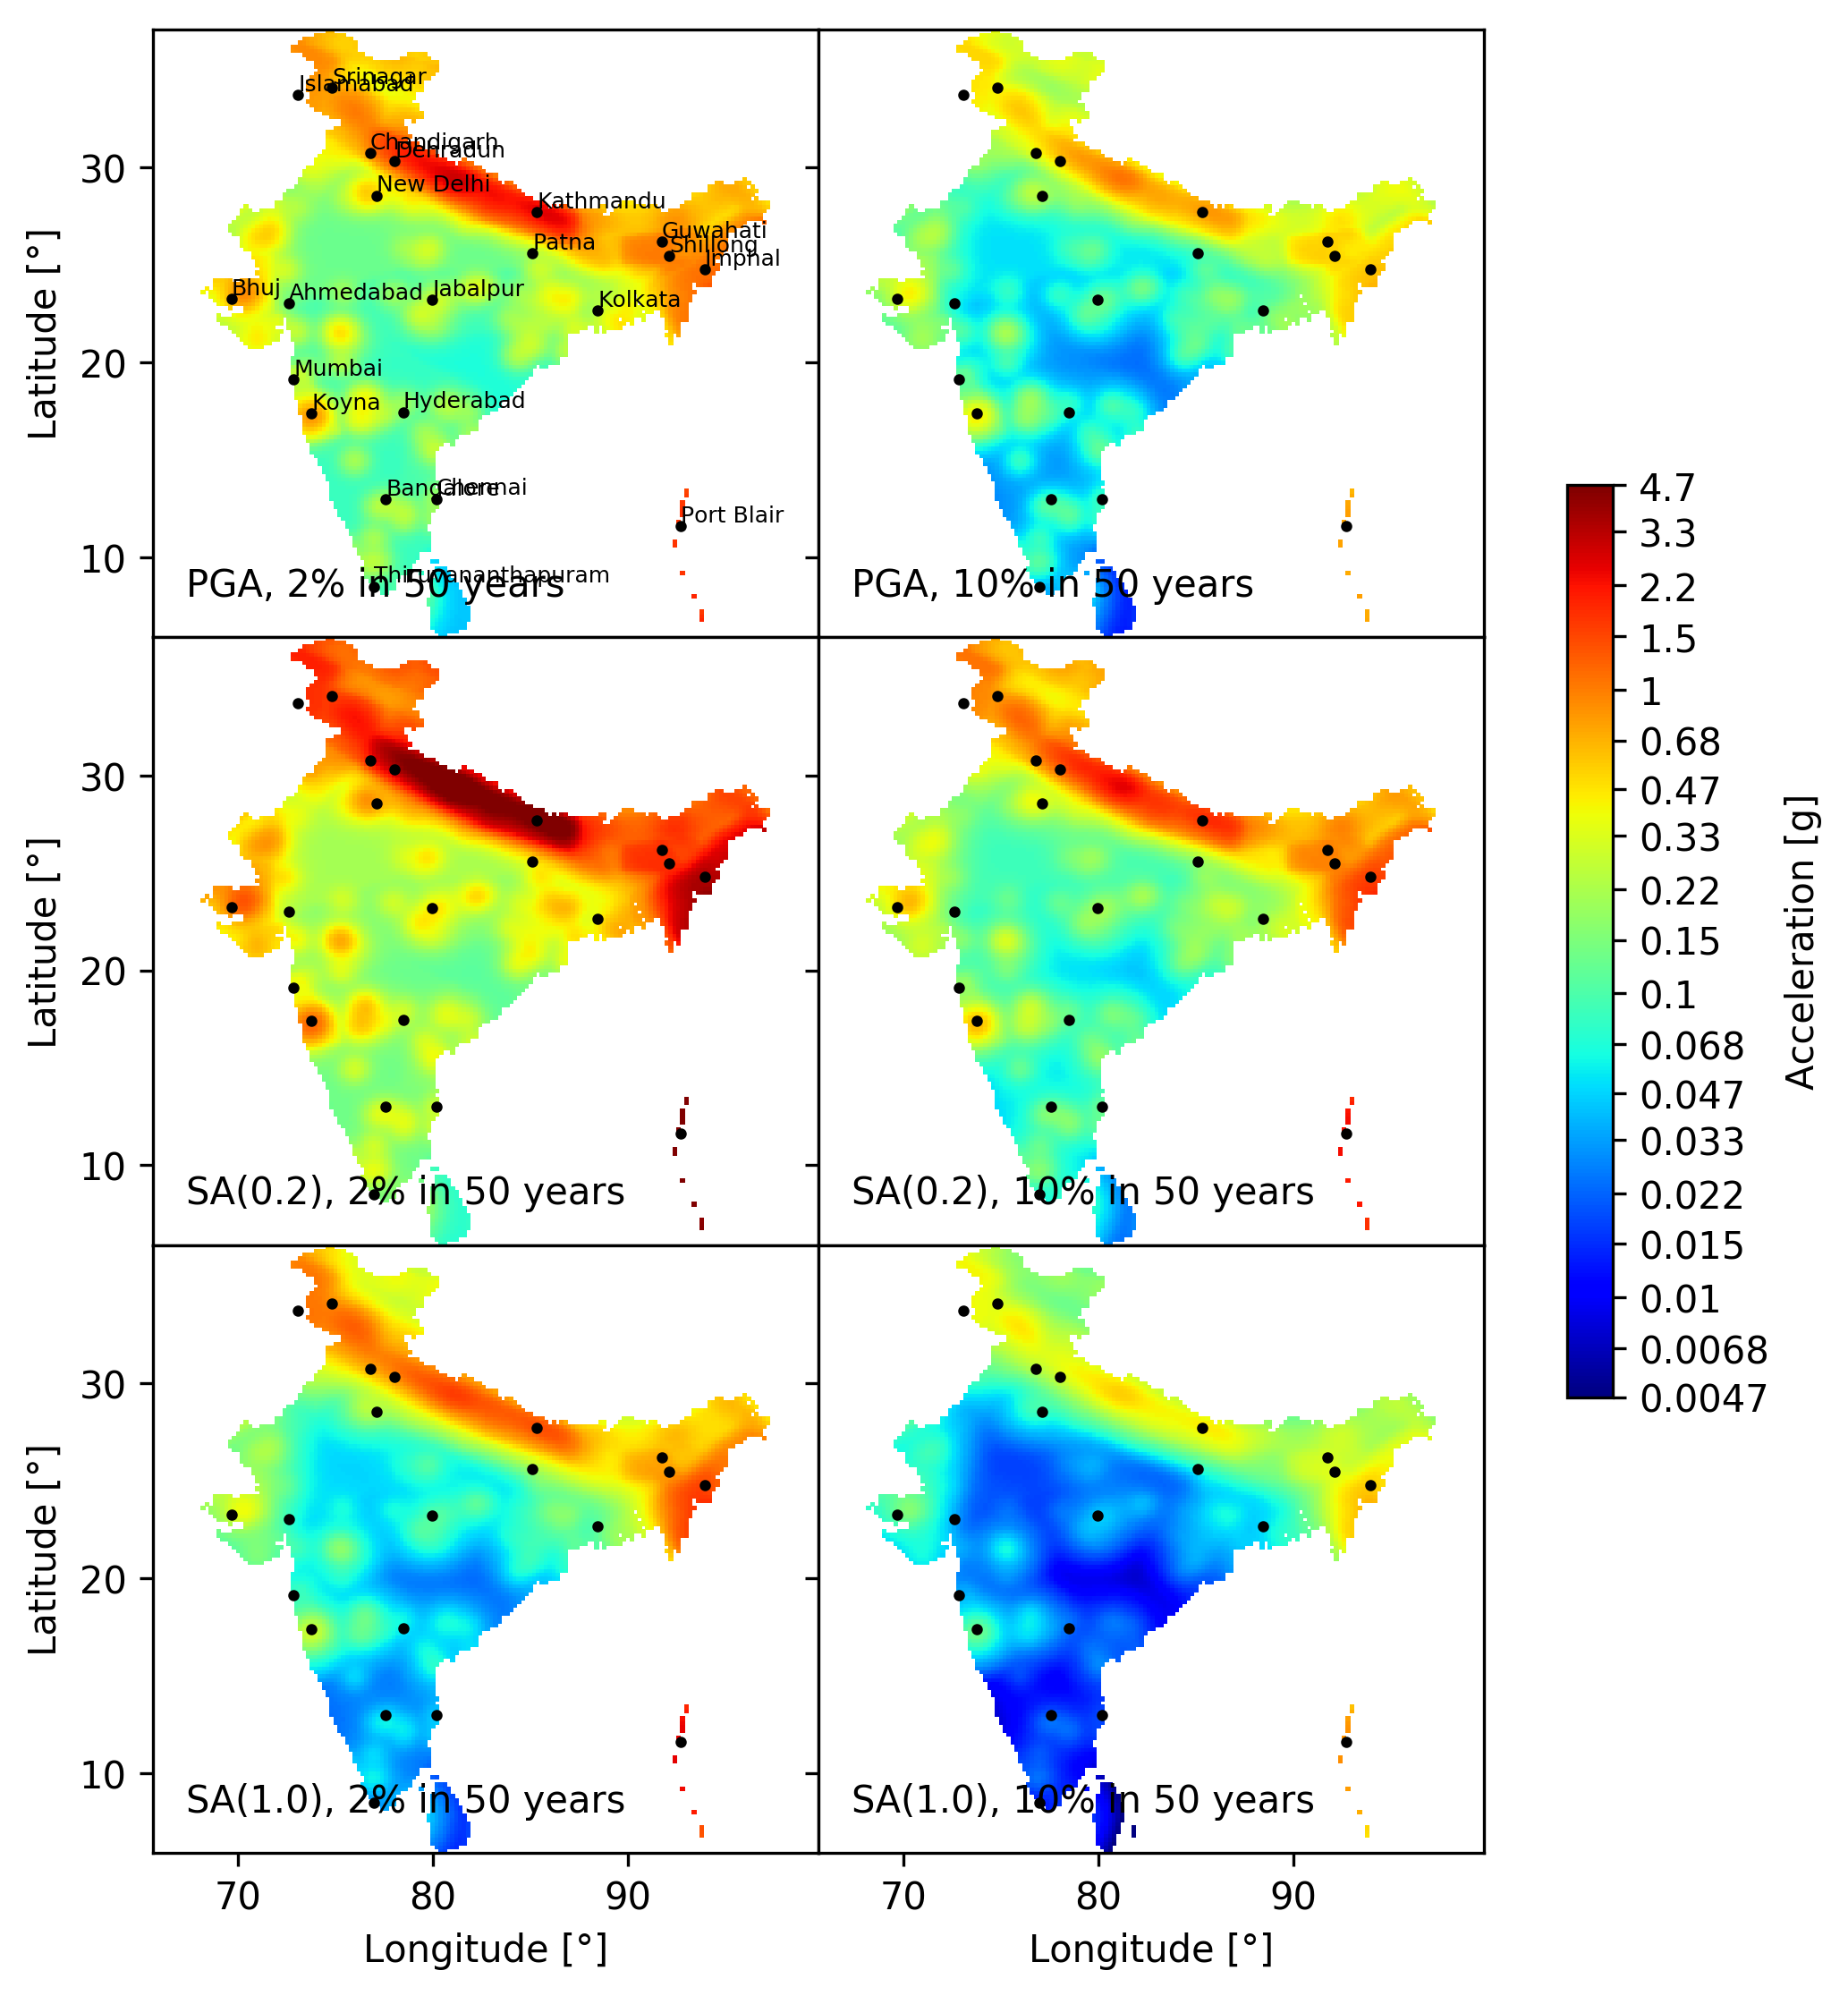 Srinagar
Islamabad
Chandigarh
Dehradun
New Delhi
Kathmandu
Guwahati
Patna
Shillong
Imphal
Bhuj
Ahmedabad
Jabalpur
Kolkata
Mumbai
Koyna
Hyderabad
Bangalore
Chennai
Port Blair
Thiruvananthapuram
PGA, 2% in 50 years
PGA, 10% in 50 years
30
20
10
Latitude [°]
SA(0.2), 2% in 50 years
SA(0.2), 10% in 50 years
30
20
10
Latitude [°]
SA(1.0), 2% in 50 years
SA(1.0), 10% in 50 years
30
20
10
Latitude [°]
70
80
90
70
80
90
Longitude [°]
Longitude [°]
4.7
3.3
2.2
1.5
1
0.68
0.47
0.33
0.22
0.15
0.1
0.068
0.047
0.033
0.022
0.015
0.01
0.0068
0.0047
Acceleration [g]